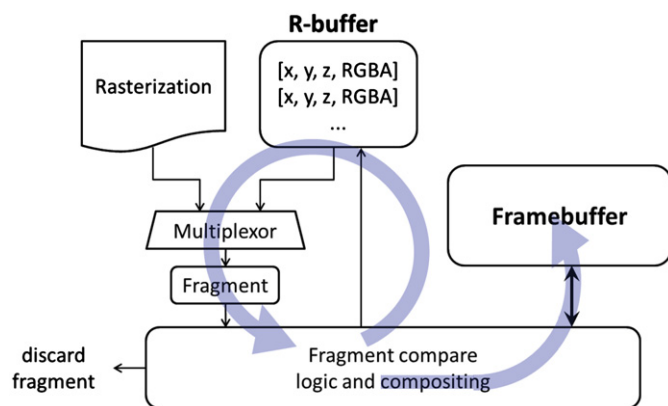 R-buffer
Rasterization
[x, y, z, RGBA]
[x, y, z, RGBA]
...
Multiplexor
Framebuffer
Fragment
discard
fragment
Fragment compare
logic and compositing